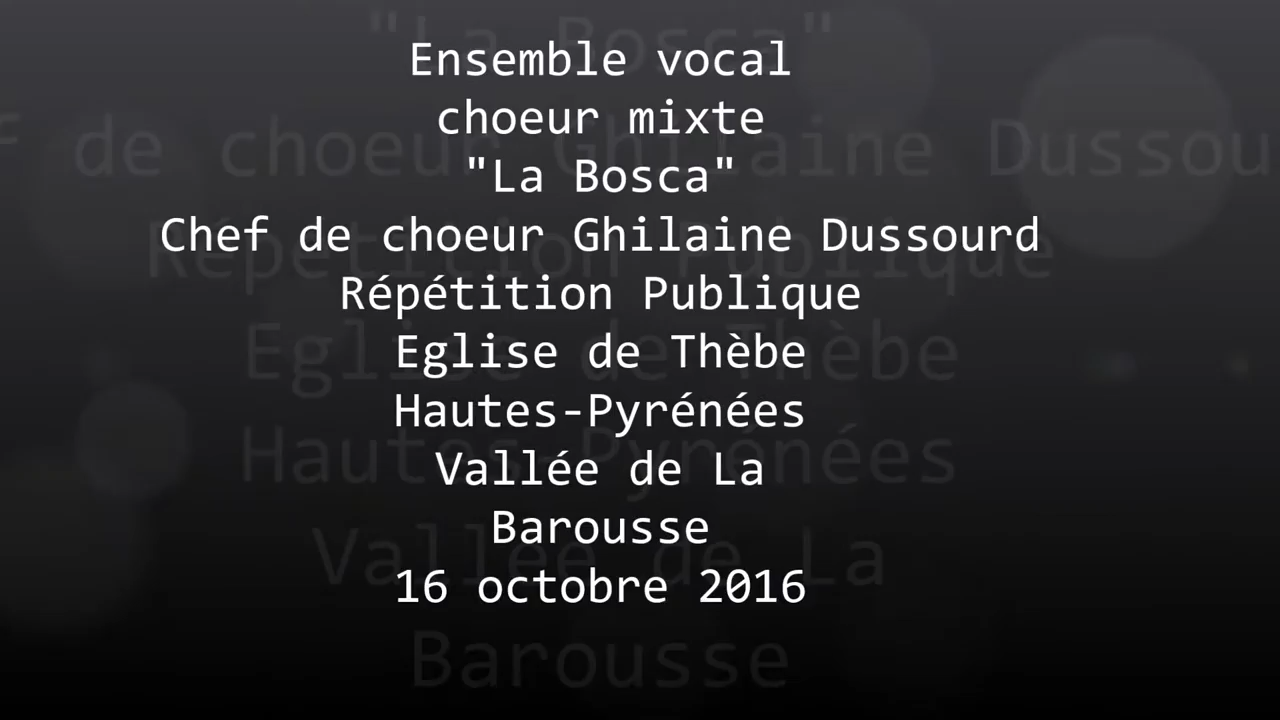 Ensemble vocal
choeur mixte
"La Bosca"
Chef de choeur Ghilaine Dussourd
Répétition Publique
Eglise de Thèbe
Hautes-Pyrénées
Vallée de La
Barousse
16 octobre 2016